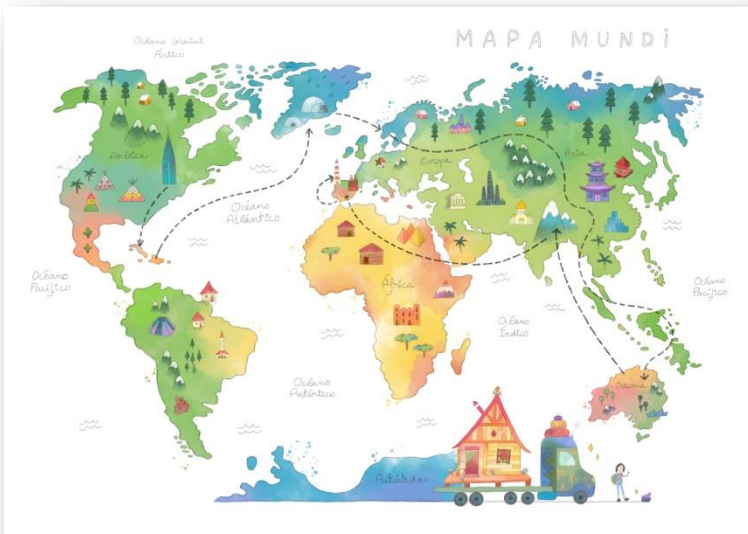 MAPA MUNDI
Océano Glacial
Ártico
América
Europa
Asia
Océano
Atlántico
Océano
Pacífico
África
Océano
Pacífico
Océano
Índico
Oceanía
Océano
Antártico
Antártida